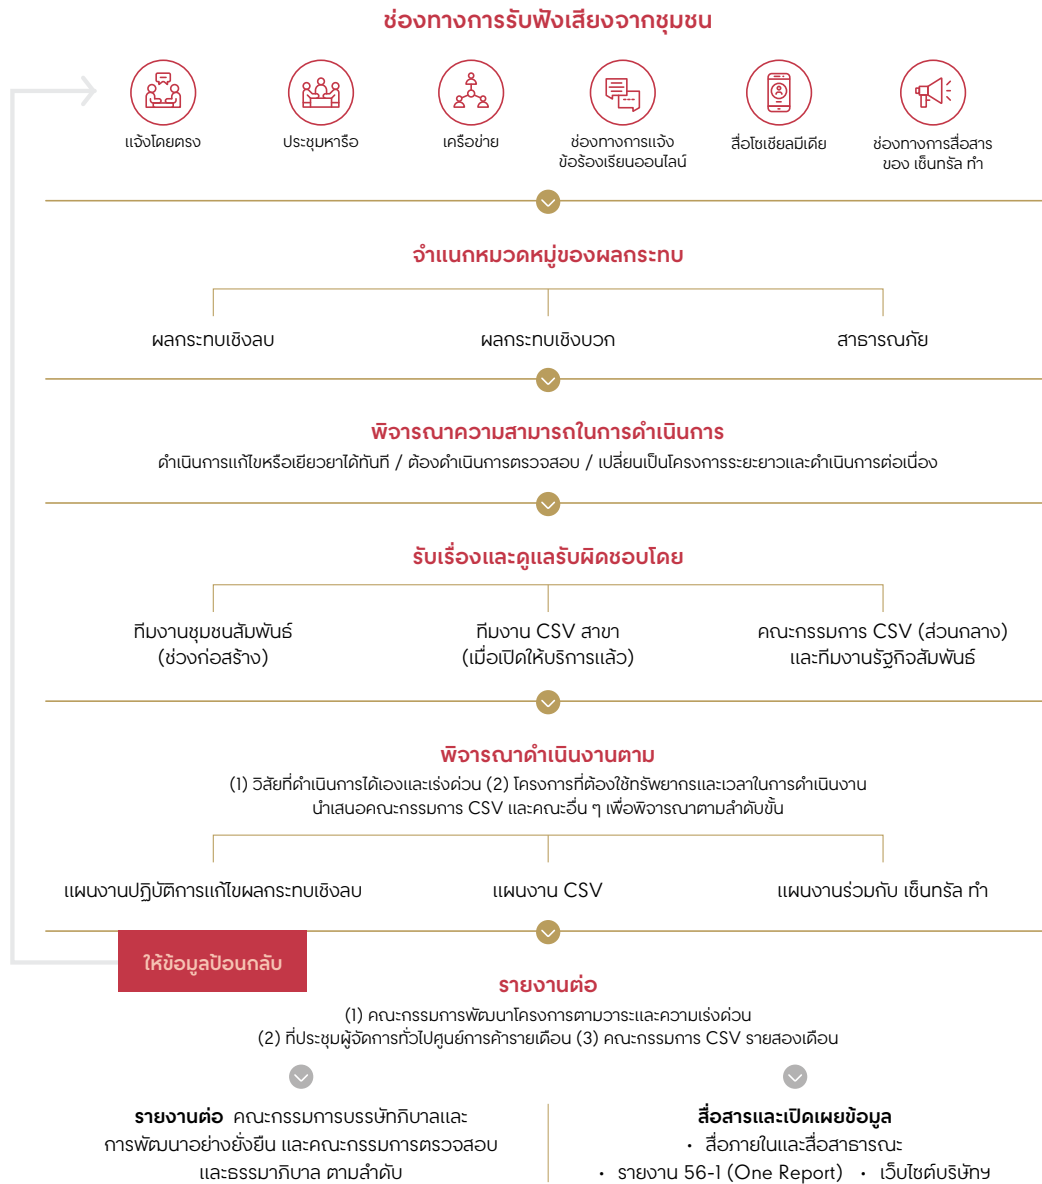 ช่องทางการรับฟังเสียงจากชุมชน
แจ้งโดยตรง
ประชุมหารือ
เครือข่าย
ช่องทางการแจ้ง
ข้อร้องเรียนออนไลน์
สื่อโซเชียลมีเดีย
ช่องทางการสื่อสาร
ของ เซ็นทรัล ทำ
จำแนกหมวดหมู่ของผลกระทบ
ผลกระทบเชิงลบ
ผลกระทบเชิงบวก
สาธารณภัย
พิจารณาความสามารถในการดำเนินการ
ดำเนินการแก้ไขหรือเยียวยาได้ทันที / ต้องดำเนินการตรวจสอบ / เปลี่ยนเป็นโครงการระยะยาวและดำเนินการต่อเนื่อง
รับเรื่องและดูแลรับผิดชอบโดย
ทีมงานชุมชนสัมพันธ์
(ช่วงก่อสร้าง)
ทีมงาน CSV สาขา
(เมื่อเปิดให้บริการแล้ว)
คณะกรรมการ CSV (ส่วนกลาง)
และทีมงานรัฐกิจสัมพันธ์
พิจารณาดำเนินงานตาม
(1) วิสัยที่ดำเนินการได้เองและเร่งด่วน (2) โครงการที่ต้องใช้ทรัพยากรและเวลาในการดำเนินงาน
นำเสนอคณะกรรมการ CSV และคณะอื่น ๆ เพื่อพิจารณาตามลำดับขั้น
แผนงานปฏิบัติการแก้ไขผลกระทบเชิงลบ
แผนงาน CSV
แผนงานร่วมกับ เซ็นทรัล ทำ
ให้ข้อมูลป้อนกลับ
รายงานต่อ
(1) คณะกรรมการพัฒนาโครงการตามวาระและความเร่งด่วน
(2) ที่ประชุมผู้จัดการทั่วไปศูนย์การค้ารายเดือน (3) คณะกรรมการ CSV รายสองเดือน
รายงานต่อ คณะกรรมการบรรษัทภิบาลและ
การพัฒนาอย่างยั่งยืน และคณะกรรมการตรวจสอบ
และธรรมาภิบาล ตามลำดับ
สื่อสารและเปิดเผยข้อมูล
• สื่อภายในและสื่อสาธารณะ
• รายงาน 56-1 (One Report) • เว็บไซต์บริษัทฯ